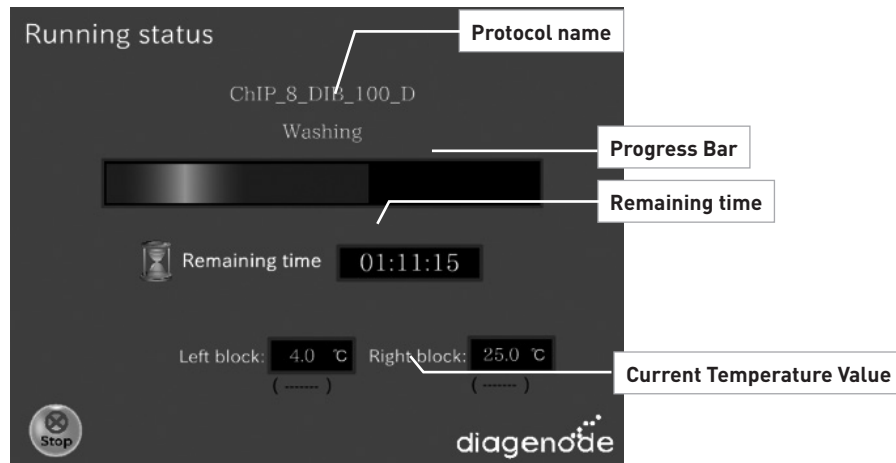 Running status
Protocol name
ChIP_8_DIB_100_D
Washing
Progress Bar
Remaining time
Remaining time 01:11:15
Left block: 4.0 ℃ Right block: 25.0 ℃
( ------- ) ( ------- )
Current Temperature Value
Stop
diagenode